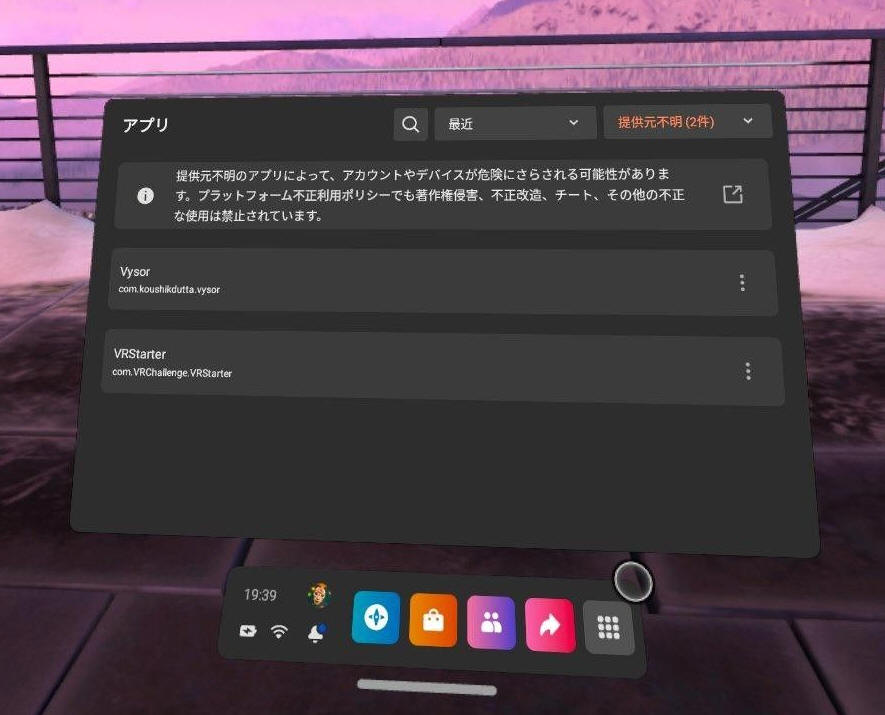 アプリ
最近
提供元不明 (2件)
提供元不明のアプリによって、アカウントやデバイスが危険にさらされる可能性がありま
す。プラットフォーム不正利用ポリシーでも著作権侵害、不正改造、チート、その他の不正
な使用は禁止されています。
Vysor
com.koushikdutta.vysor
VRStarter
com.VRChallenge.VRStarter
19:39